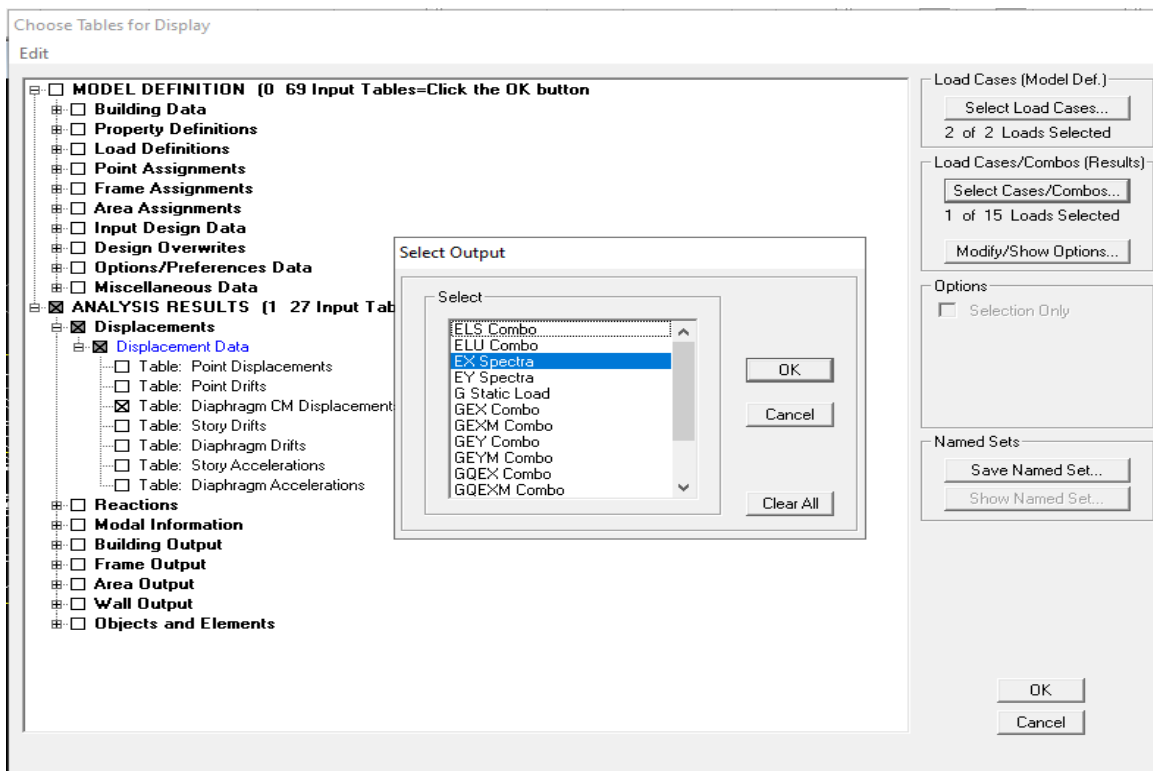 Choose Tables for Display
Edit
MODEL DEFINITION (0 69 Input Tables=Click the OK button
Building Data
Property Definitions
Load Definitions
Point Assignments
Frame Assignments
Area Assignments
Input Design Data
Design Overwrites
Options/Preferences Data
Miscellaneous Data
ANALYSIS RESULTS (1 27 Input Tab
Displacements
Displacement Data
Table: Point Displacements
Table: Point Drifts
Table: Diaphragm CM Displacement
Table: Story Drifts
Table: Diaphragm Drifts
Table: Story Accelerations
Table: Diaphragm Accelerations
Reactions
Modal Information
Building Output
Frame Output
Area Output
Wall Output
Objects and Elements
Select Output
Select
ELS Combo
ELU Combo
EX Spectra
EY Spectra
G Static Load
GEX Combo
GEXM Combo
GEY Combo
GEYM Combo
GQEX Combo
GQEXM Combo
OK
Cancel
Clear All
Load Cases (Model Def.)
Select Load Cases...
2 of 2 Loads Selected
Load Cases/Combos (Results)
Select Cases/Combos...
1 of 15 Loads Selected
Modify/Show Options...
Options
Selection Only
Named Sets
Save Named Set...
Show Named Set...
OK
Cancel